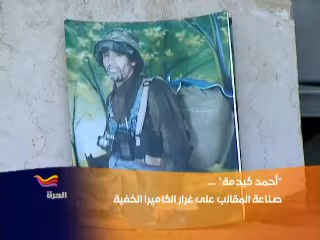 "أحمد كيدمة" ...
صناعة المقالب على غرار الكاميرا الخفية
الحرة